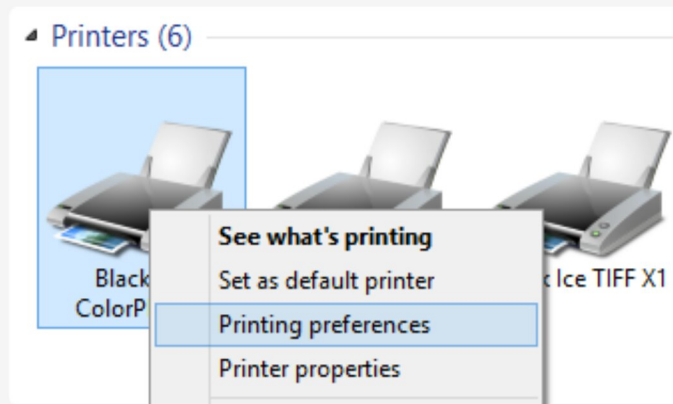 Printers (6)
See what's printing
Black
Set as default printer
Ice TIFF X1
ColorP
Printing preferences
Printer properties